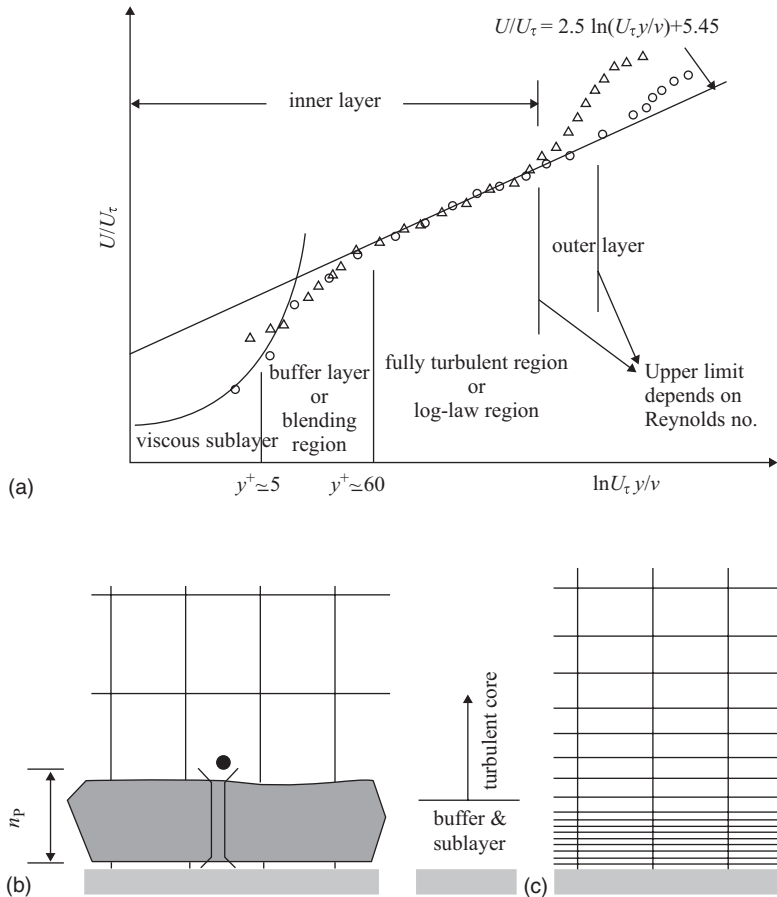 U/Uτ = 2.5 ln(Uτ y/ν)+5.45
inner layer
U/Uτ
outer layer
buffer layer
or
blending
region
fully turbulent region
or
log-law region
Upper limit
depends on
Reynolds no.
viscous sublayer
(a)
y⁺≃5
y⁺≃60
lnUτ y/ν
turbulent core
nP
buffer &
sublayer
(b)
(c)